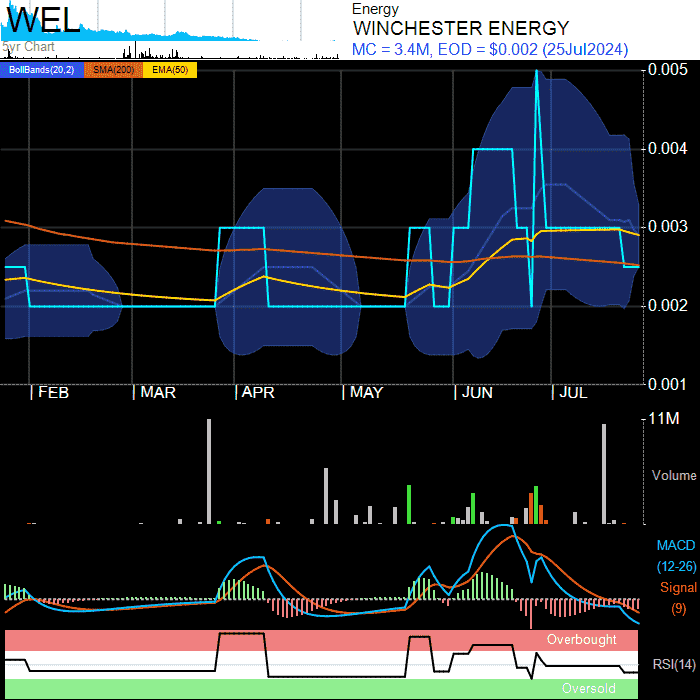 WEL
5yr Chart
Energy
WINCHESTER ENERGY
MC = 3.4M, EOD = $0.002 (25Jul2024)
BollBands(20,2) SMA(200) EMA(50)
0.005
0.004
0.003
0.002
0.001
| FEB | MAR | APR | MAY | JUN | JUL
11M
Volume
MACD
(12-26)
Signal
(9)
Overbought
RSI(14)
Oversold